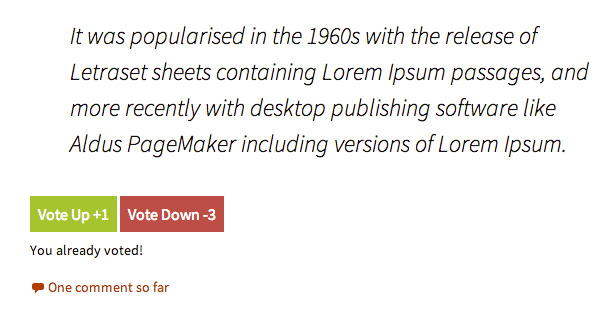 It was popularised in the 1960s with the release of
Letraset sheets containing Lorem Ipsum passages, and
more recently with desktop publishing software like
Aldus PageMaker including versions of Lorem Ipsum.
Vote Up +1 Vote Down -3
You already voted!
One comment so far